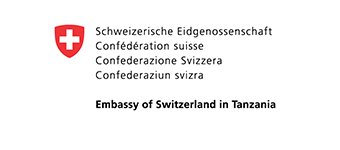 Schweizerische Eidgenossenschaft
Confédération suisse
Confederazione Svizzera
Confederaziun svizra
Embassy of Switzerland in Tanzania